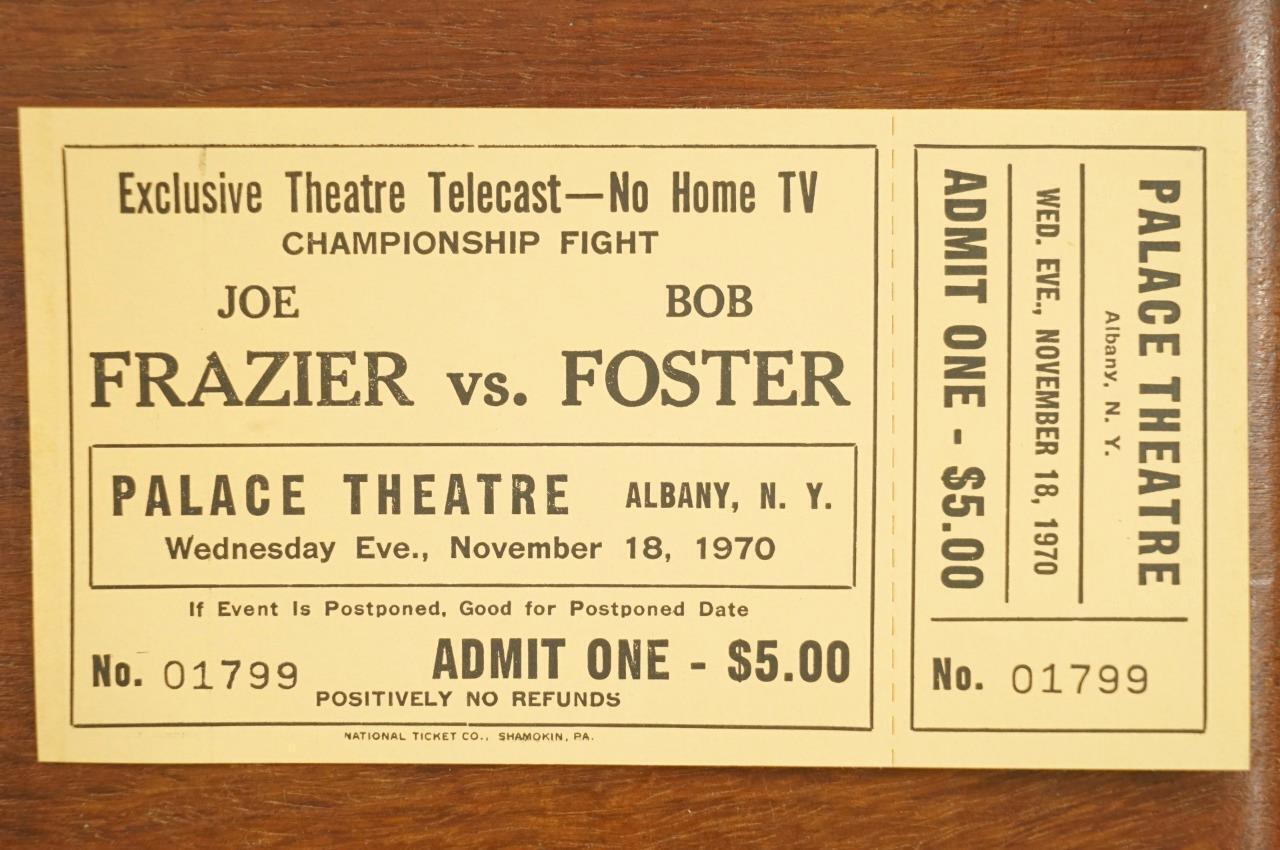 Exclusive Theatre Telecast—No Home TV
CHAMPIONSHIP FIGHT
JOE BOB
FRAZIER vs. FOSTER
PALACE THEATRE ALBANY, N. Y.
Wednesday Eve., November 18, 1970
If Event Is Postponed, Good for Postponed Date
No. 01799 ADMIT ONE - $5.00
POSITIVELY NO REFUNDS
NATIONAL TICKET CO., SHAMOKIN, PA.
PALACE THEATRE
Albany, N. Y.
WED. EVE., NOVEMBER 18, 1970
ADMIT ONE - $5.00
No. 01799